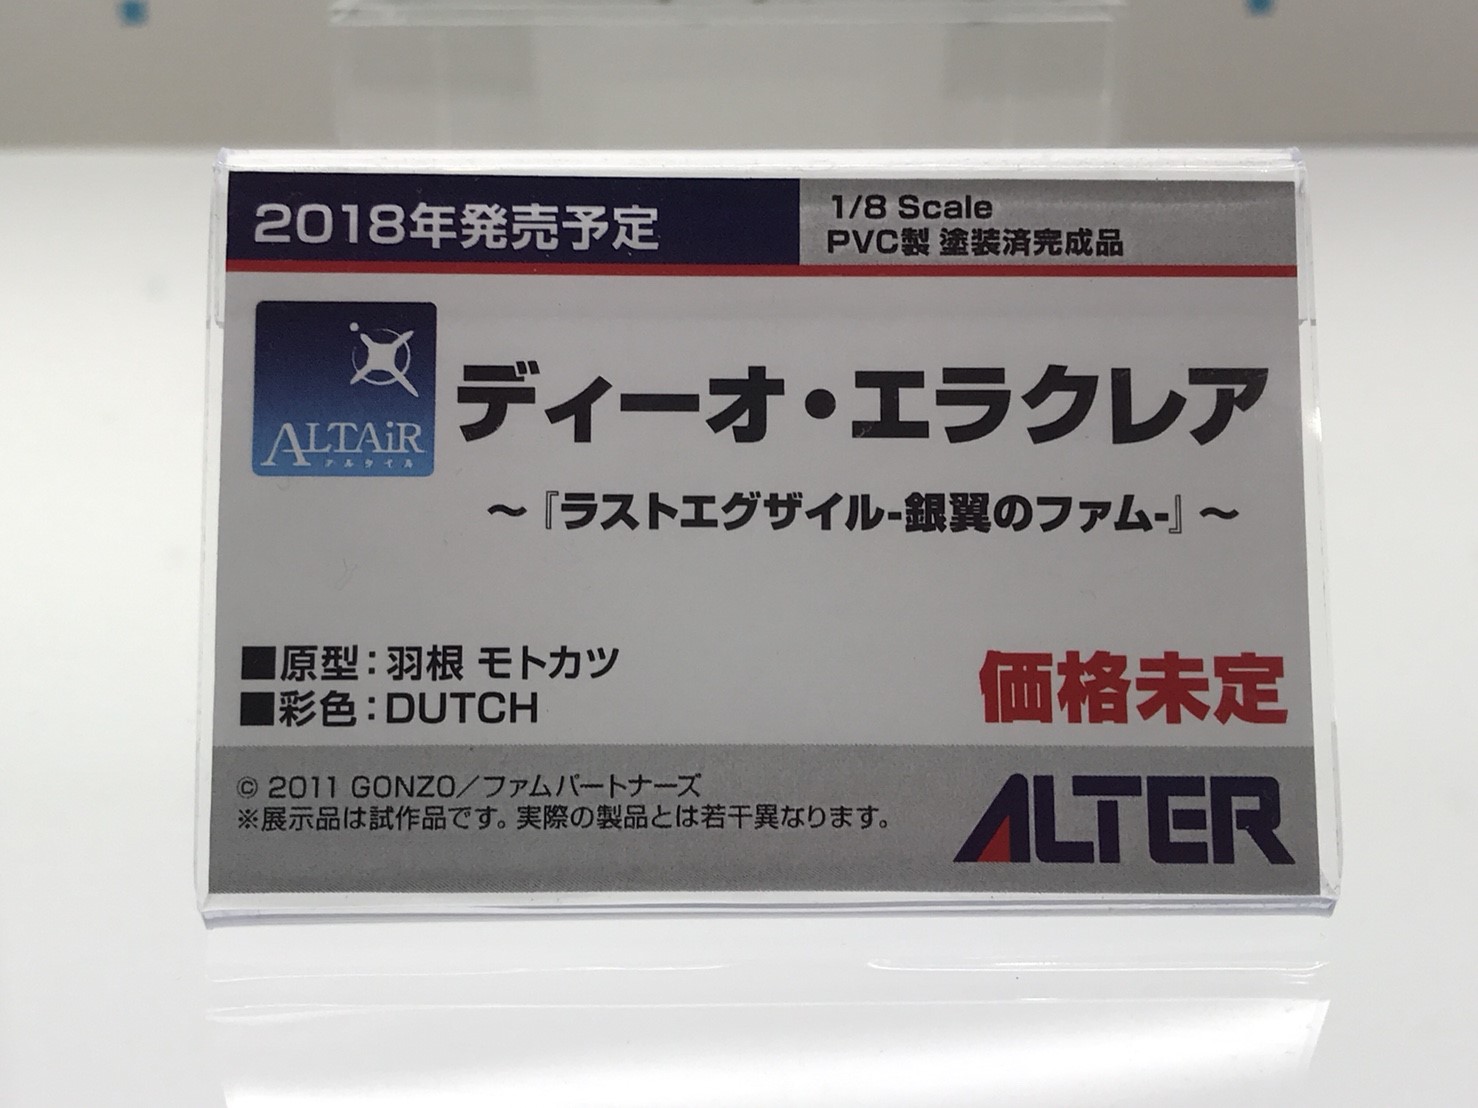 2018年発売予定
1/8 Scale
PVC製 塗装済完成品
ALTAiR
アルタイル
ディーオ・エラクレア
～『ラストエグザイル-銀翼のファム-』～
■原型：羽根 モトカツ
■彩色：DUTCH
価格未定
© 2011 GONZO／ファムパートナーズ
※展示品は試作品です。実際の製品とは若干異なります。
ALTER